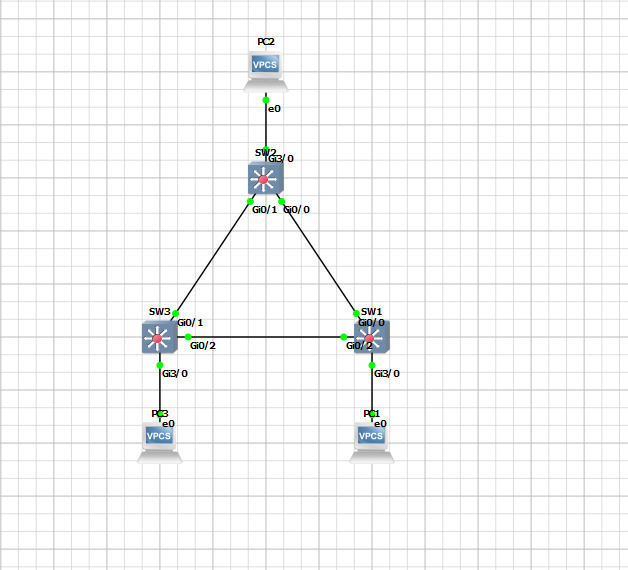 PC2
VPCS
e0
SW2
Gi3/0
Gi0/1
Gi0/0
SW3
Gi0/1
SW1
Gi0/0
Gi0/2
Gi0/2
Gi3/0
Gi3/0
PC3
e0
PC1
e0
VPCS
VPCS